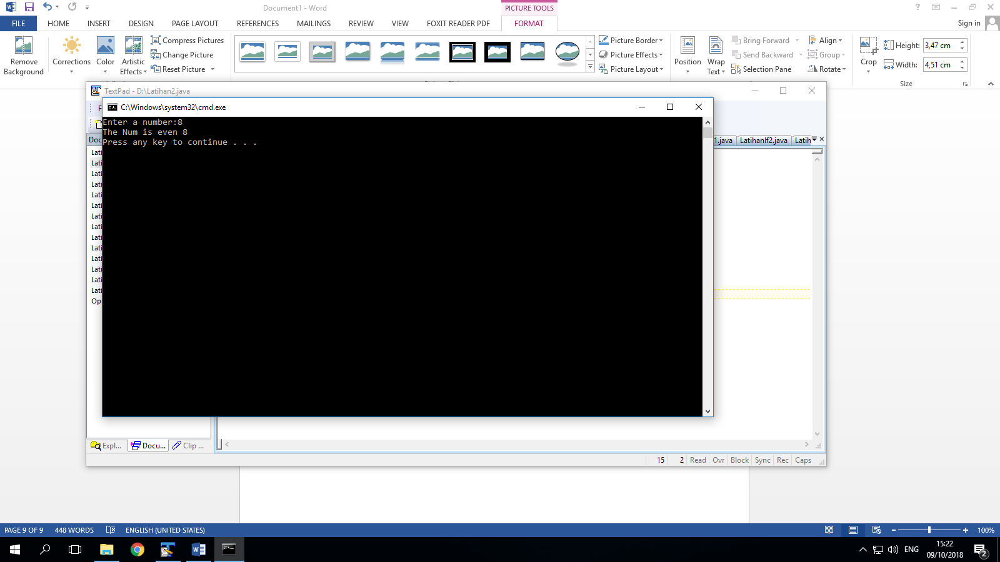 Document1 - Word
PICTURE TOOLS
FILE
HOME
INSERT
DESIGN
PAGE LAYOUT
REFERENCES
MAILINGS
REVIEW
VIEW
FOXIT READER PDF
FORMAT
Sign in
Remove Background
Corrections
Color
Artistic Effects
Compress Pictures
Change Picture
Reset Picture
Picture Border
Picture Effects
Picture Layout
Position
Wrap Text
Bring Forward
Send Backward
Selection Pane
Align
Group
Rotate
Crop
Height: 3,47 cm
Width: 4,51 cm
Size
TextPad - D:\Latihan2.java
C:\Windows\system32\cmd.exe
Enter a number:8
The Num is even 8
Press any key to continue . . .
F
Doc
1.java
LatihanIf2.java
Latih
Lati
Lati
Lati
Lati
Lati
Lati
Lati
Lati
Lati
Lati
Lati
Lati
Lati
Lati
Op
Expl...
Docu...
Clip ...
15
2
Read
Ovr
Block
Sync
Rec
Caps
PAGE 9 OF 9
448 WORDS
ENGLISH (UNITED STATES)
100%
ENG
15:22
09/10/2018
2